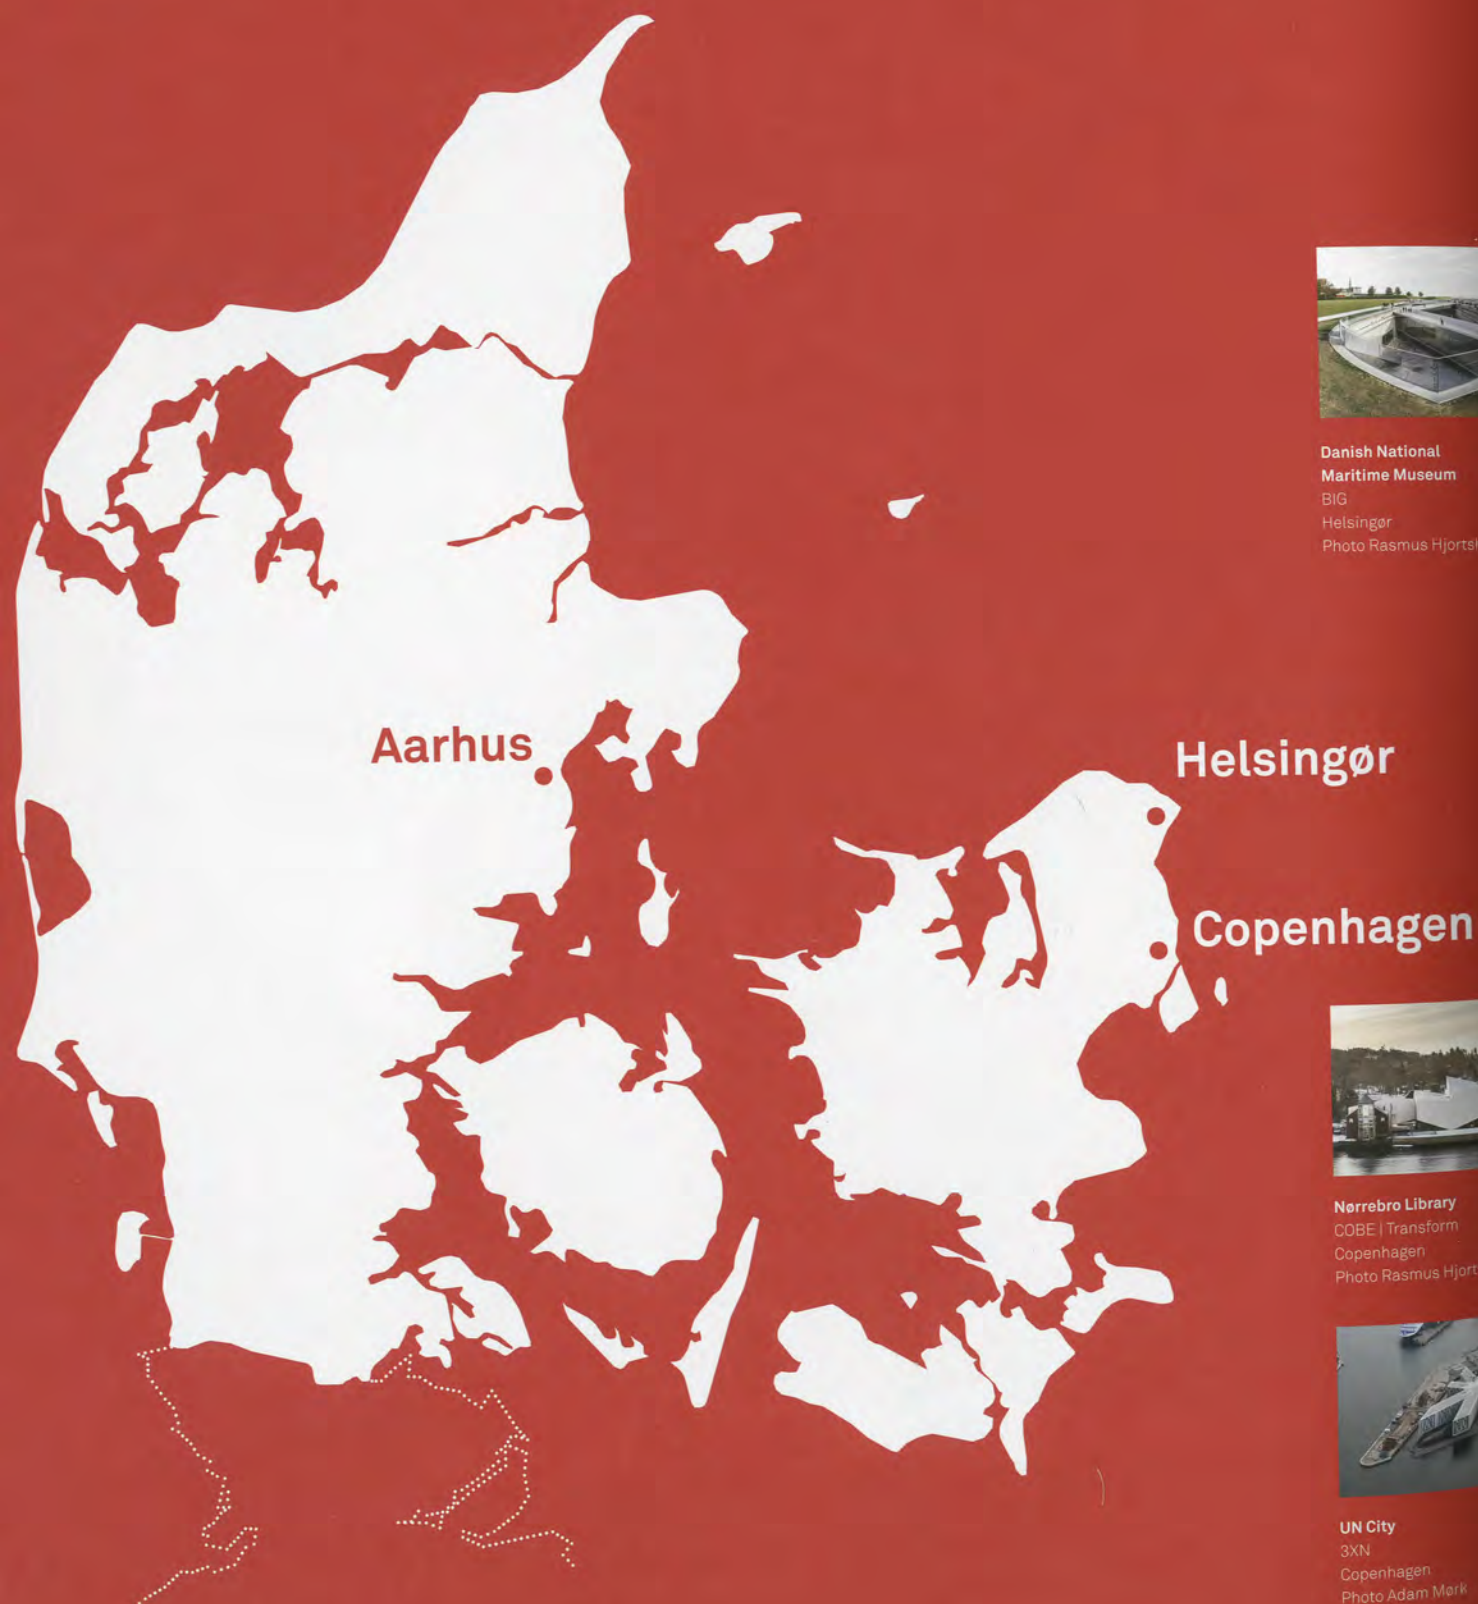 Aarhus
Helsingør
Copenhagen
Danish National
Maritime Museum
BIG
Helsingør
Photo Rasmus
Nørrebro Library
COBE | Transform
Copenhagen
Photo Rasmus
UN City
3XN
Copenhagen
Photo Adam Mørk